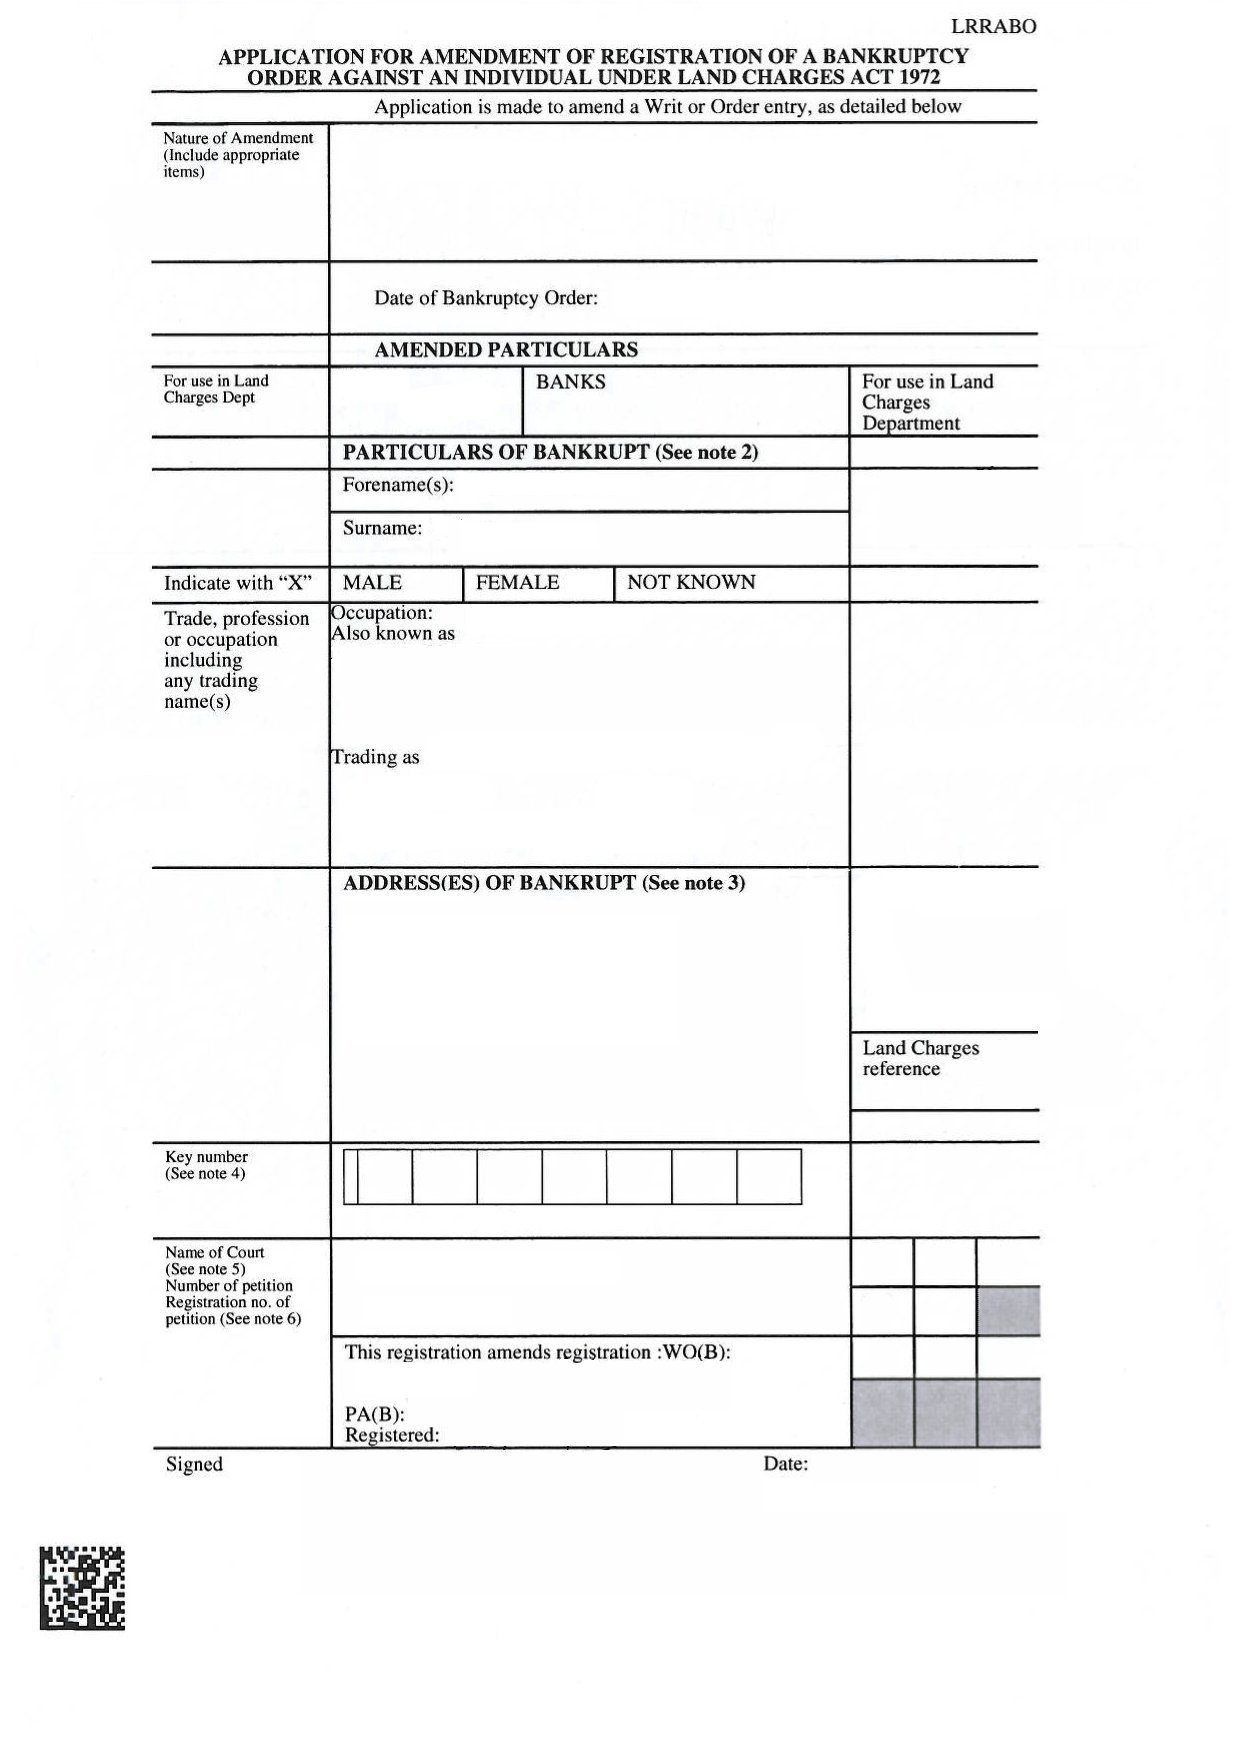 LRRABO
APPLICATION FOR AMENDMENT OF REGISTRATION OF A BANKRUPTCY
ORDER AGAINST AN INDIVIDUAL UNDER LAND CHARGES ACT 1972
Application is made to amend a Writ or Order entry, as detailed below
Nature of Amendment
(Include appropriate
items)
Date of Bankruptcy Order:
AMENDED PARTICULARS
For use in Land
Charges Dept
BANKS
For use in Land
Charges
Department
PARTICULARS OF BANKRUPT (See note 2)
Forename(s):
Surname:
Indicate with “X”
MALE
FEMALE
NOT KNOWN
Trade, profession
or occupation
including
any trading
name(s)
Occupation:
Also known as
Trading as
ADDRESS(ES) OF BANKRUPT (See note 3)
Land Charges
reference
Key number
(See note 4)
Name of Court
(See note 5)
Number of petition
Registration no. of
petition (See note 6)
This registration amends registration :WO(B):
PA(B):
Registered:
Signed
Date: